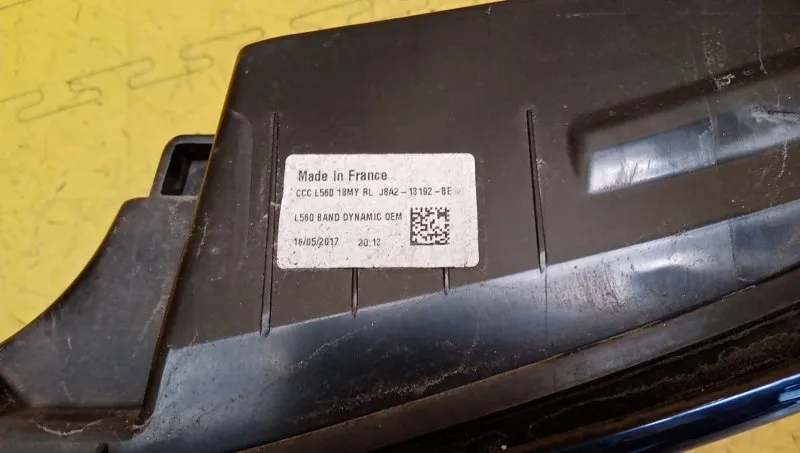 Made In France
CCC L560 18MY RL J8A2-13192-BE
L560 BAND DYNAMIC OEM
16/05/2017 20:13